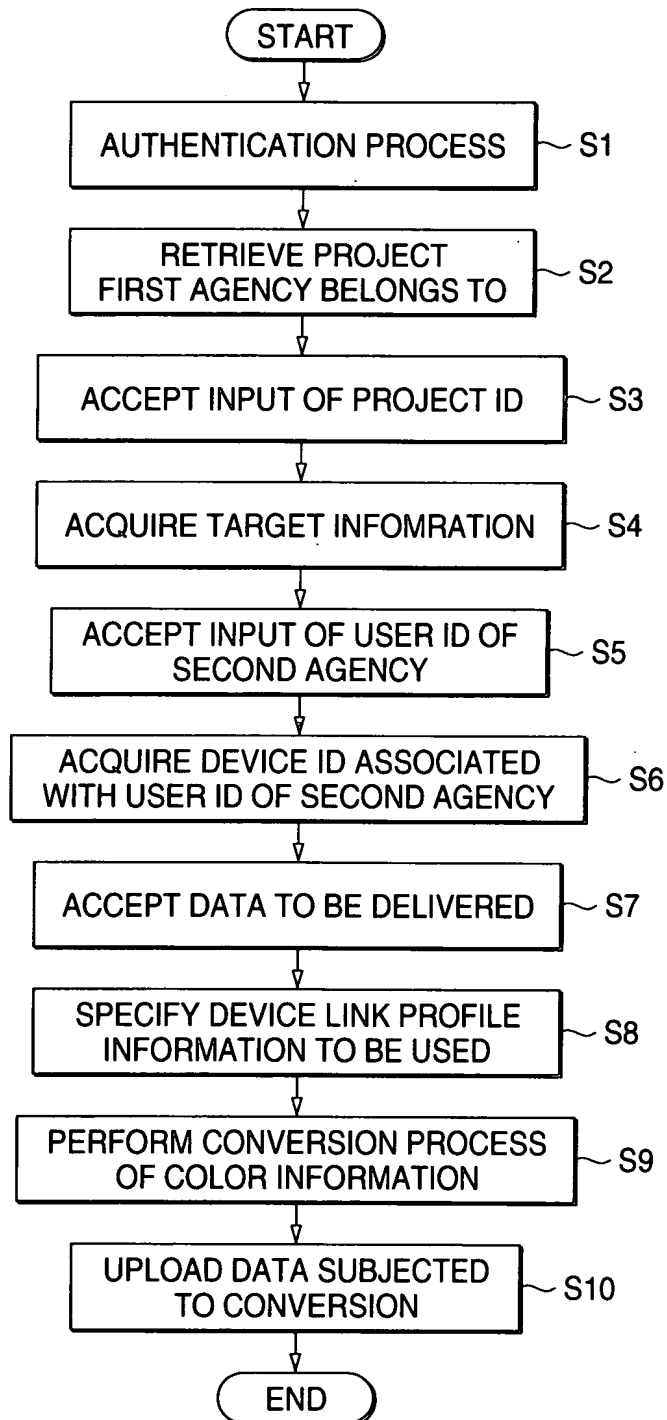 START
AUTHENTICATION PROCESS
S1
RETRIEVE PROJECT
FIRST AGENCY BELONGS TO
S2
ACCEPT INPUT OF PROJECT ID
S3
ACQUIRE TARGET INFOMRATION
S4
ACCEPT INPUT OF USER ID OF
SECOND AGENCY
S5
ACQUIRE DEVICE ID ASSOCIATED
WITH USER ID OF SECOND AGENCY
S6
ACCEPT DATA TO BE DELIVERED
S7
SPECIFY DEVICE LINK PROFILE
INFORMATION TO BE USED
S8
PERFORM CONVERSION PROCESS
OF COLOR INFORMATION
S9
UPLOAD DATA SUBJECTED
TO CONVERSION
S10
END